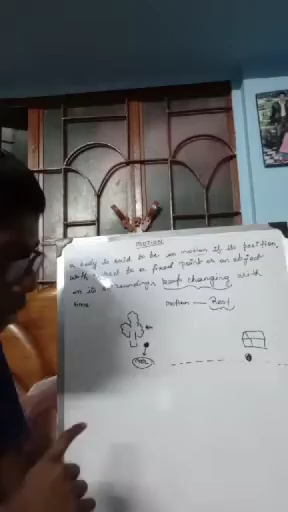 MOTION
A body is said to be in motion if its position,
with respect to a fixed point or an object
in its surroundings keep changing with
time
Motion — Rest